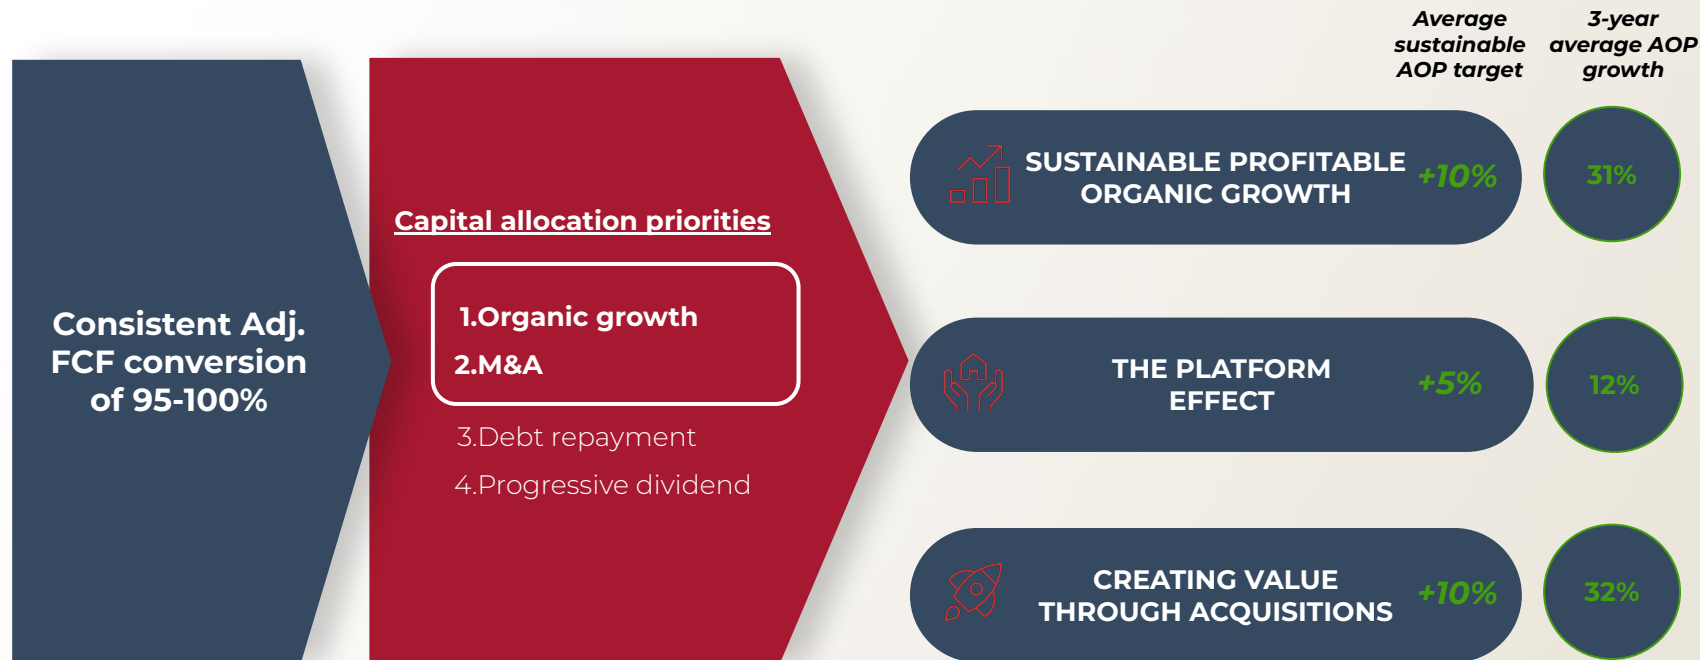 Average
sustainable
AOP target
3-year
average AOP
growth
Consistent Adj.
FCF conversion
of 95-100%
Capital allocation priorities
1.Organic growth
2.M&A
3.Debt repayment
4.Progressive dividend
SUSTAINABLE PROFITABLE
ORGANIC GROWTH
+10%
31%
THE PLATFORM
EFFECT
+5%
12%
CREATING VALUE
THROUGH ACQUISITIONS
+10%
32%